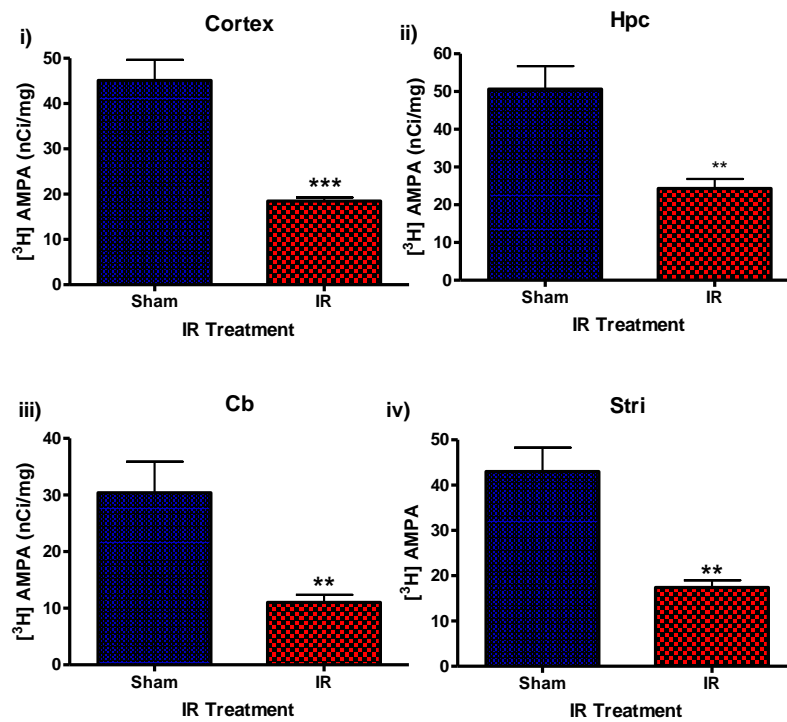 i)
Cortex
[³H] AMPA (nCi/mg)
50
40
30
20
10
0
***
Sham
IR
IR Treatment
ii)
Hpc
[³H] AMPA (nCi/mg)
60
50
40
30
20
10
0
**
Sham
IR
IR Treatment
iii)
Cb
[³H] AMPA (nCi/mg)
40
30
20
10
0
**
Sham
IR
IR Treatment
iv)
Stri
[³H] AMPA
50
40
30
20
10
0
**
Sham
IR
IR Treatment